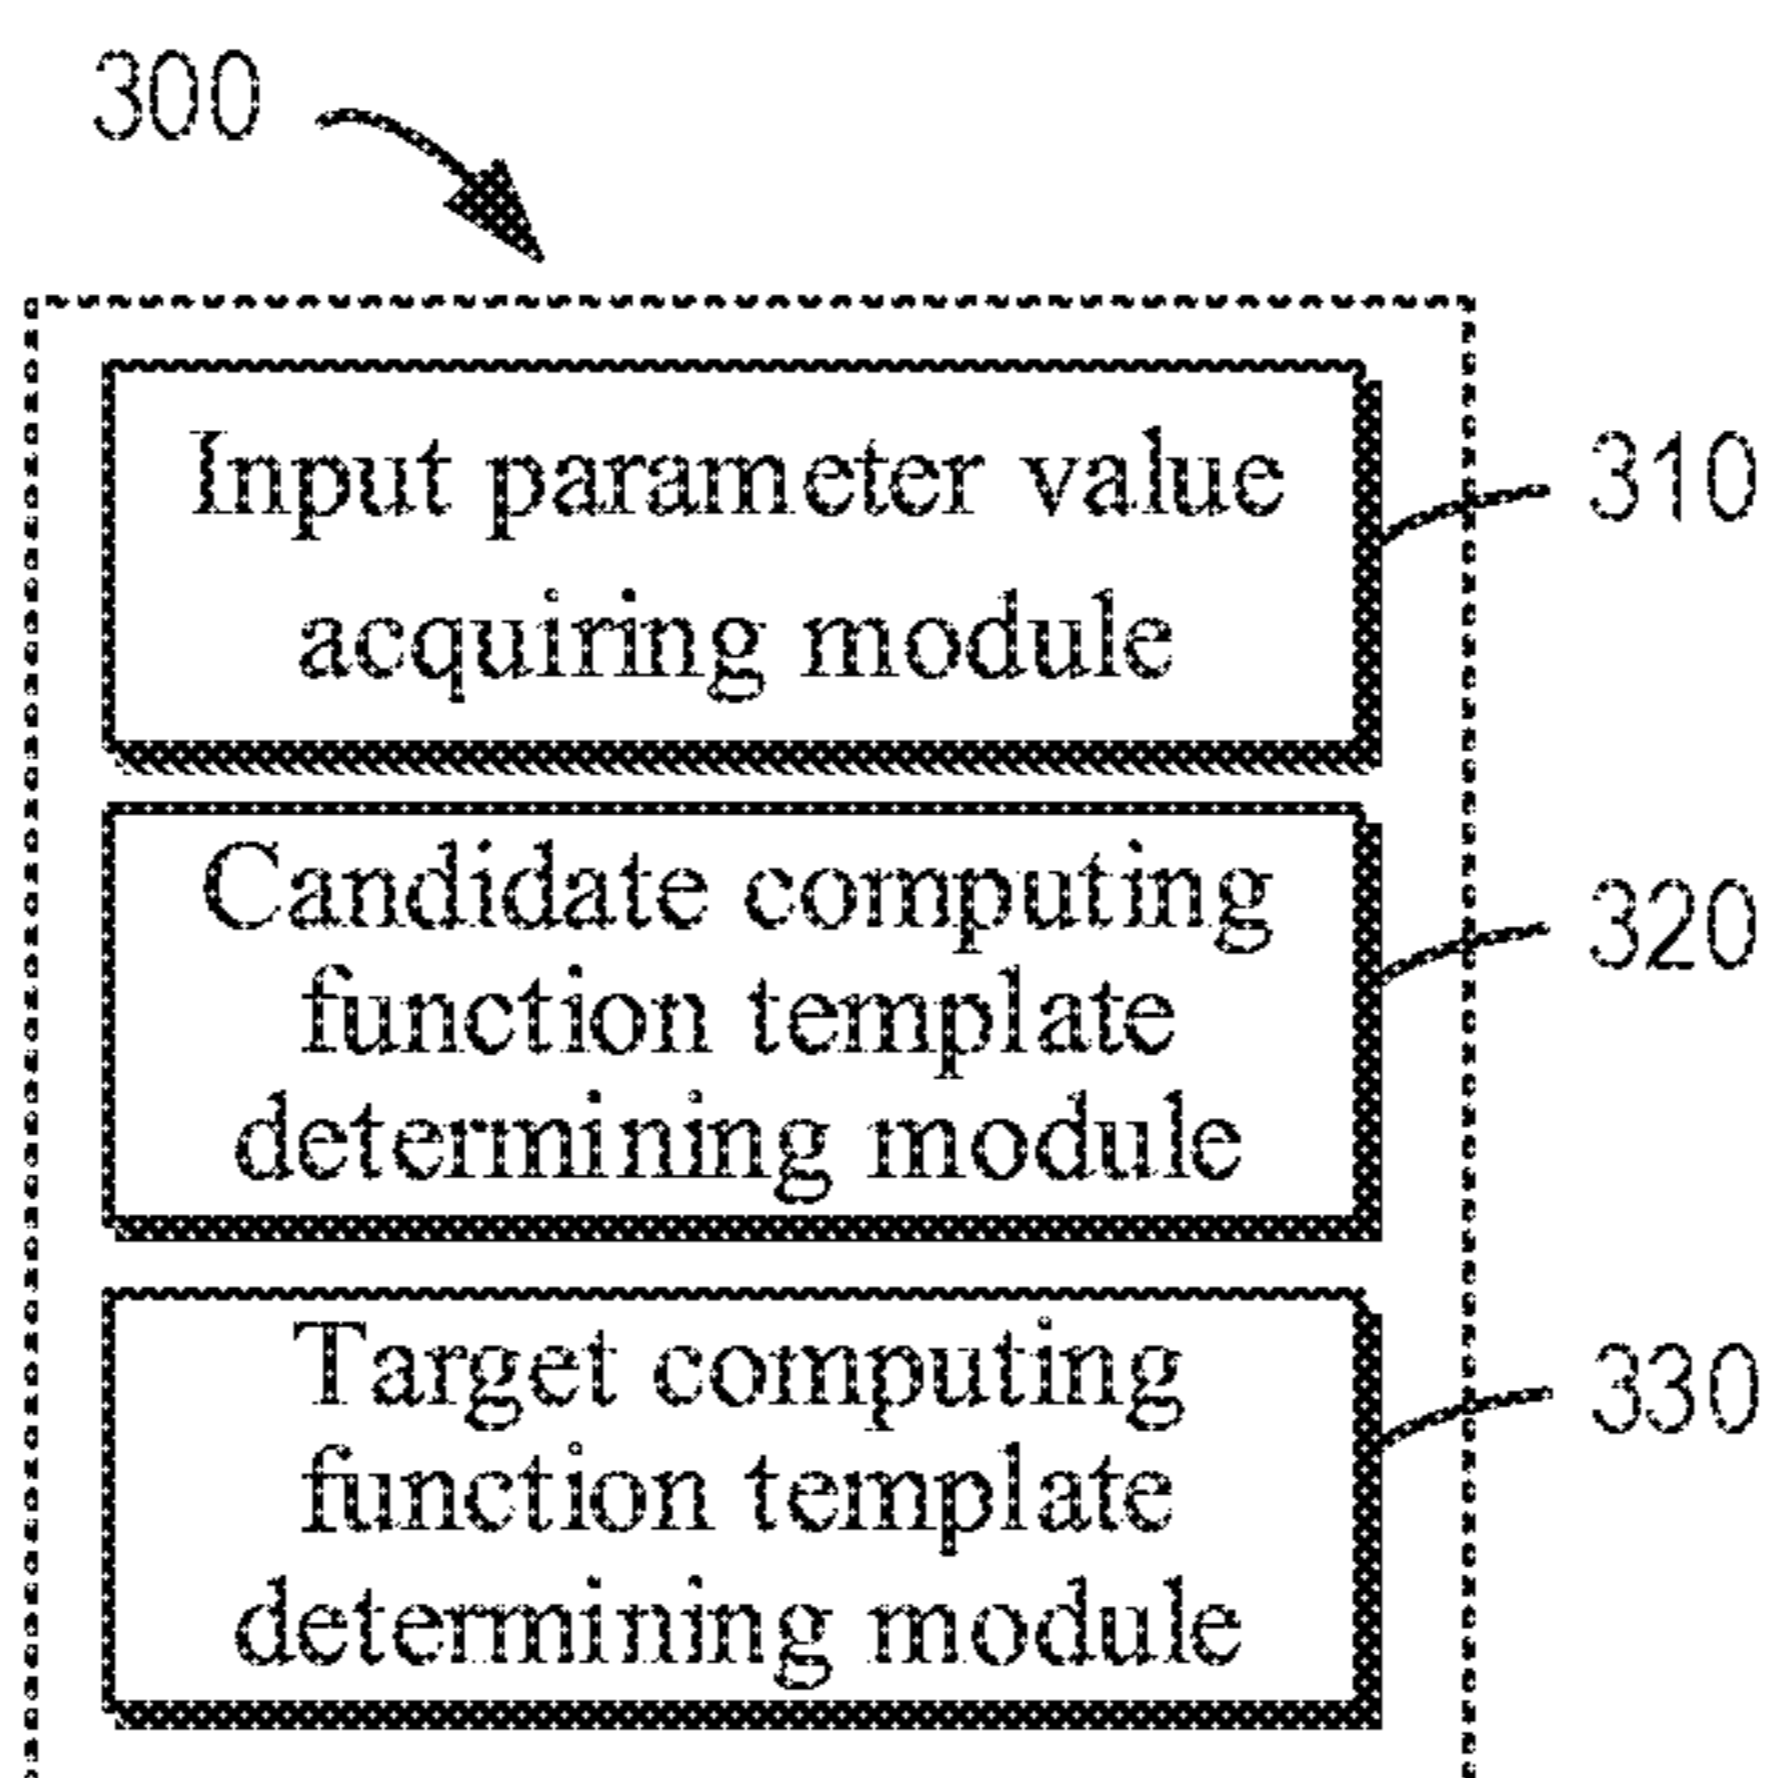 300
Input parameter value
acquiring module
310
Candidate computing
function template
determining module
320
Target computing
function template
determining module
330